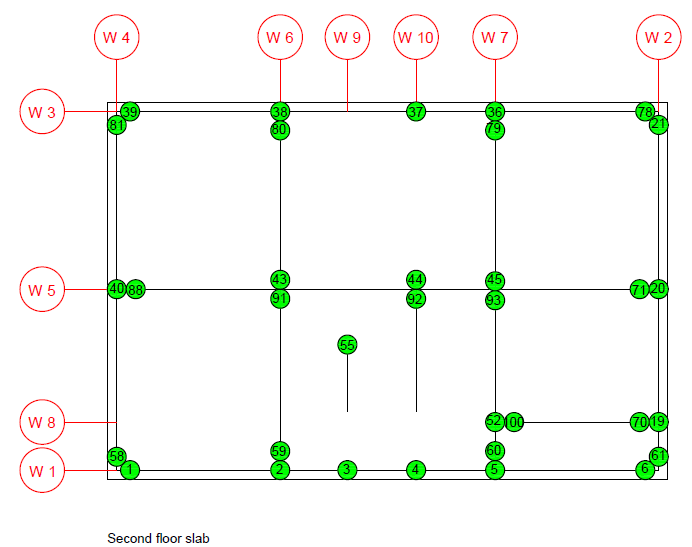 W 4 W 6 W 9 W 10 W 7 W 2
W 3 39 38 37 36 78
81 80 79 21
43 44 45
W 5 40 88 71 20
91 92 93
55
W 8 52 100 70 19
58 59 60 61
W 1 1 2 3 4 5 6
Second floor slab